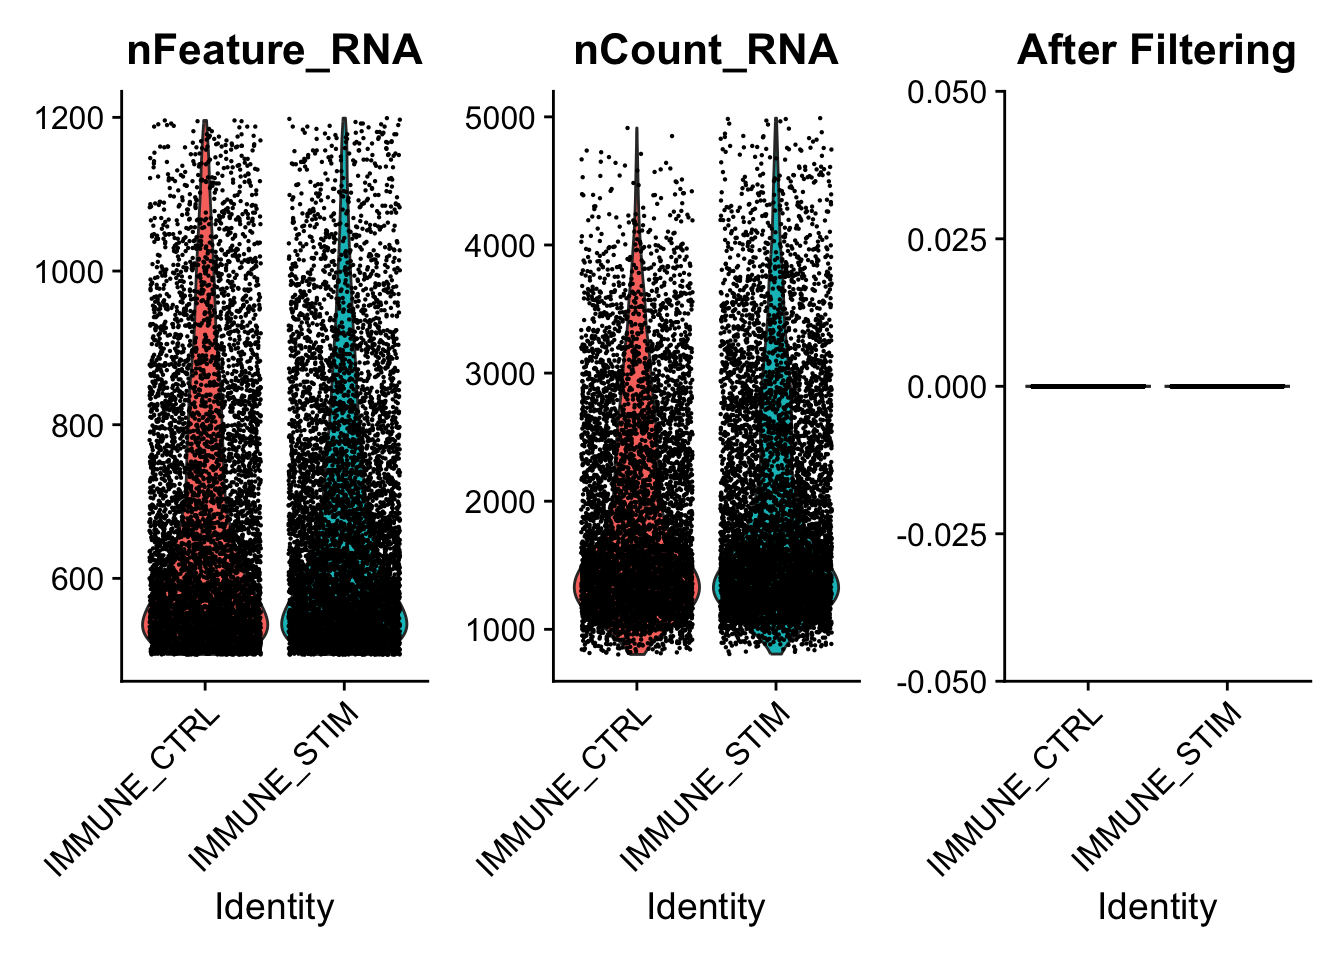 nFeature_RNA
1200
1000
800
600
IMMUNE_CTRL
IMMUNE_STIM
Identity
nCount_RNA
5000
4000
3000
2000
1000
IMMUNE_CTRL
IMMUNE_STIM
Identity
After Filtering
0.050
0.025
0.000
-0.025
-0.050
IMMUNE_CTRL
IMMUNE_STIM
Identity